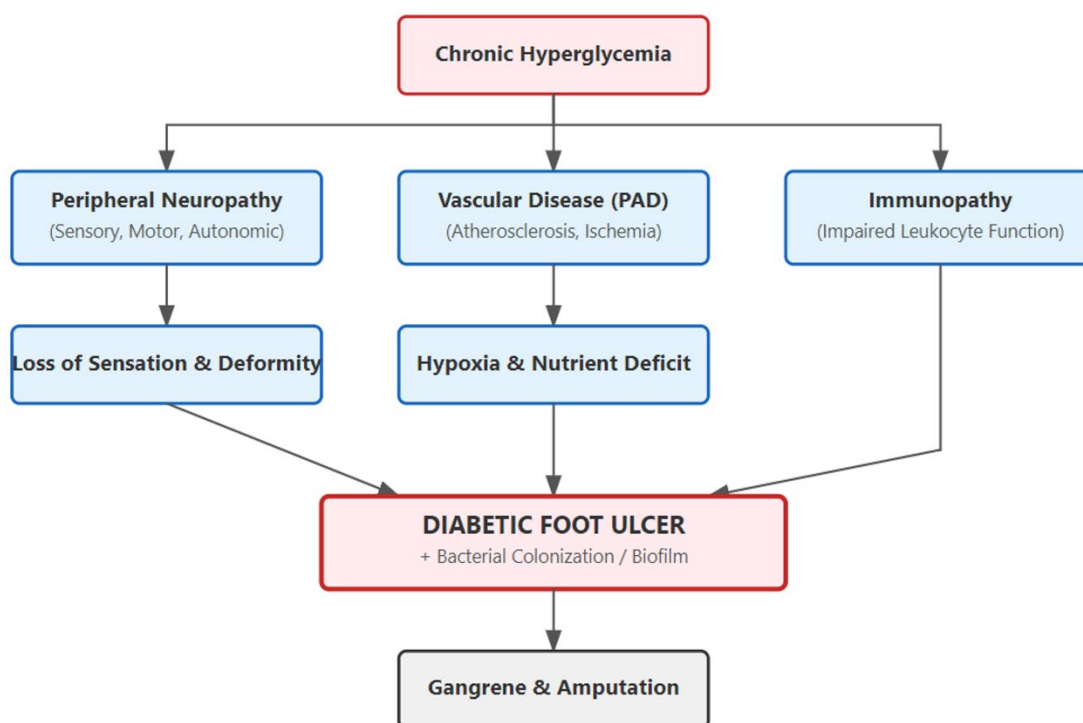 Chronic Hyperglycemia
Peripheral Neuropathy
(Sensory, Motor, Autonomic)
Vascular Disease (PAD)
(Atherosclerosis, Ischemia)
Immunopathy
(Impaired Leukocyte Function)
Loss of Sensation & Deformity
Hypoxia & Nutrient Deficit
DIABETIC FOOT ULCER
+ Bacterial Colonization / Biofilm
Gangrene & Amputation